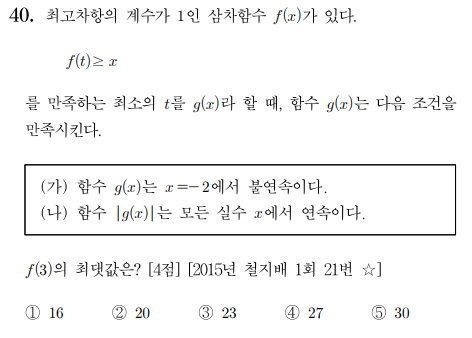 40. 최고차항의 계수가 1인 삼차함수 f(x)가 있다.
f(t)≥x
를 만족하는 최소의 t를 g(x)라 할 때, 함수 g(x)는 다음 조건을
만족시킨다.
(가) 함수 g(x)는 x=-2에서 불연속이다.
(나) 함수 |g(x)|는 모든 실수 x에서 연속이다.
f(3)의 최댓값은? [4점] [2015년 철지배 1회 21번 ☆]
① 16 ② 20 ③ 23 ④ 27 ⑤ 30